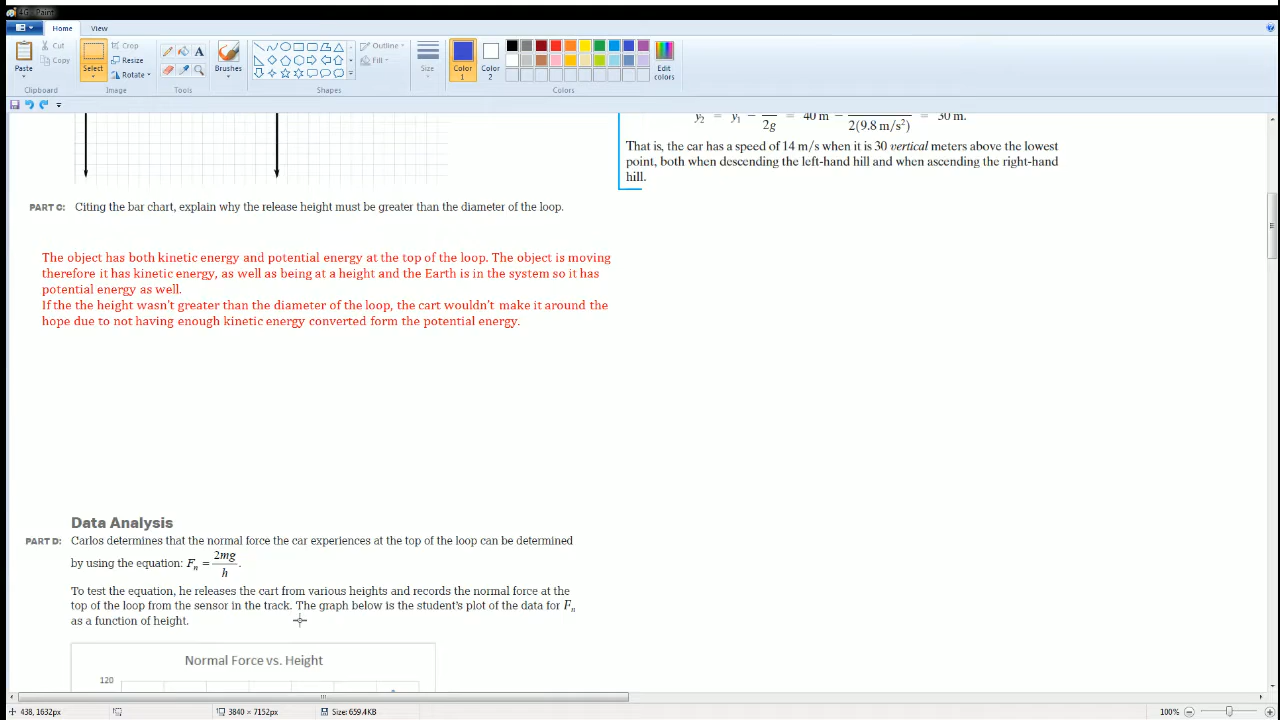 4G - Paint
Home
View
Paste
Cut
Copy
Clipboard
Select
Crop
Resize
Rotate
Image
A
Tools
Brushes
Outline
Fill
Shapes
Size
Color
1
Color
2
Edit
colors
Colors
y₂ = y₁ − 2g = 40 m − 2(9.8 m/s²) = 30 m.
That is, the car has a speed of 14 m/s when it is 30 vertical meters above the lowest
point, both when descending the left-hand hill and when ascending the right-hand
hill.
PART C: Citing the bar chart, explain why the release height must be greater than the diameter of the loop.
The object has both kinetic energy and potential energy at the top of the loop. The object is moving
therefore it has kinetic energy, as well as being at a height and the Earth is in the system so it has
potential energy as well.
If the the height wasn't greater than the diameter of the loop, the cart wouldn't make it around the
hope due to not having enough kinetic energy converted form the potential energy.
Data Analysis
PART D: Carlos determines that the normal force the car experiences at the top of the loop can be determined
by using the equation: Fₙ = 2mg/h.
To test the equation, he releases the cart from various heights and records the normal force at the
top of the loop from the sensor in the track. The graph below is the student's plot of the data for Fₙ
as a function of height.
Normal Force vs. Height
120
438, 1632px
3840 × 7152px
Size: 659.4KB
100%